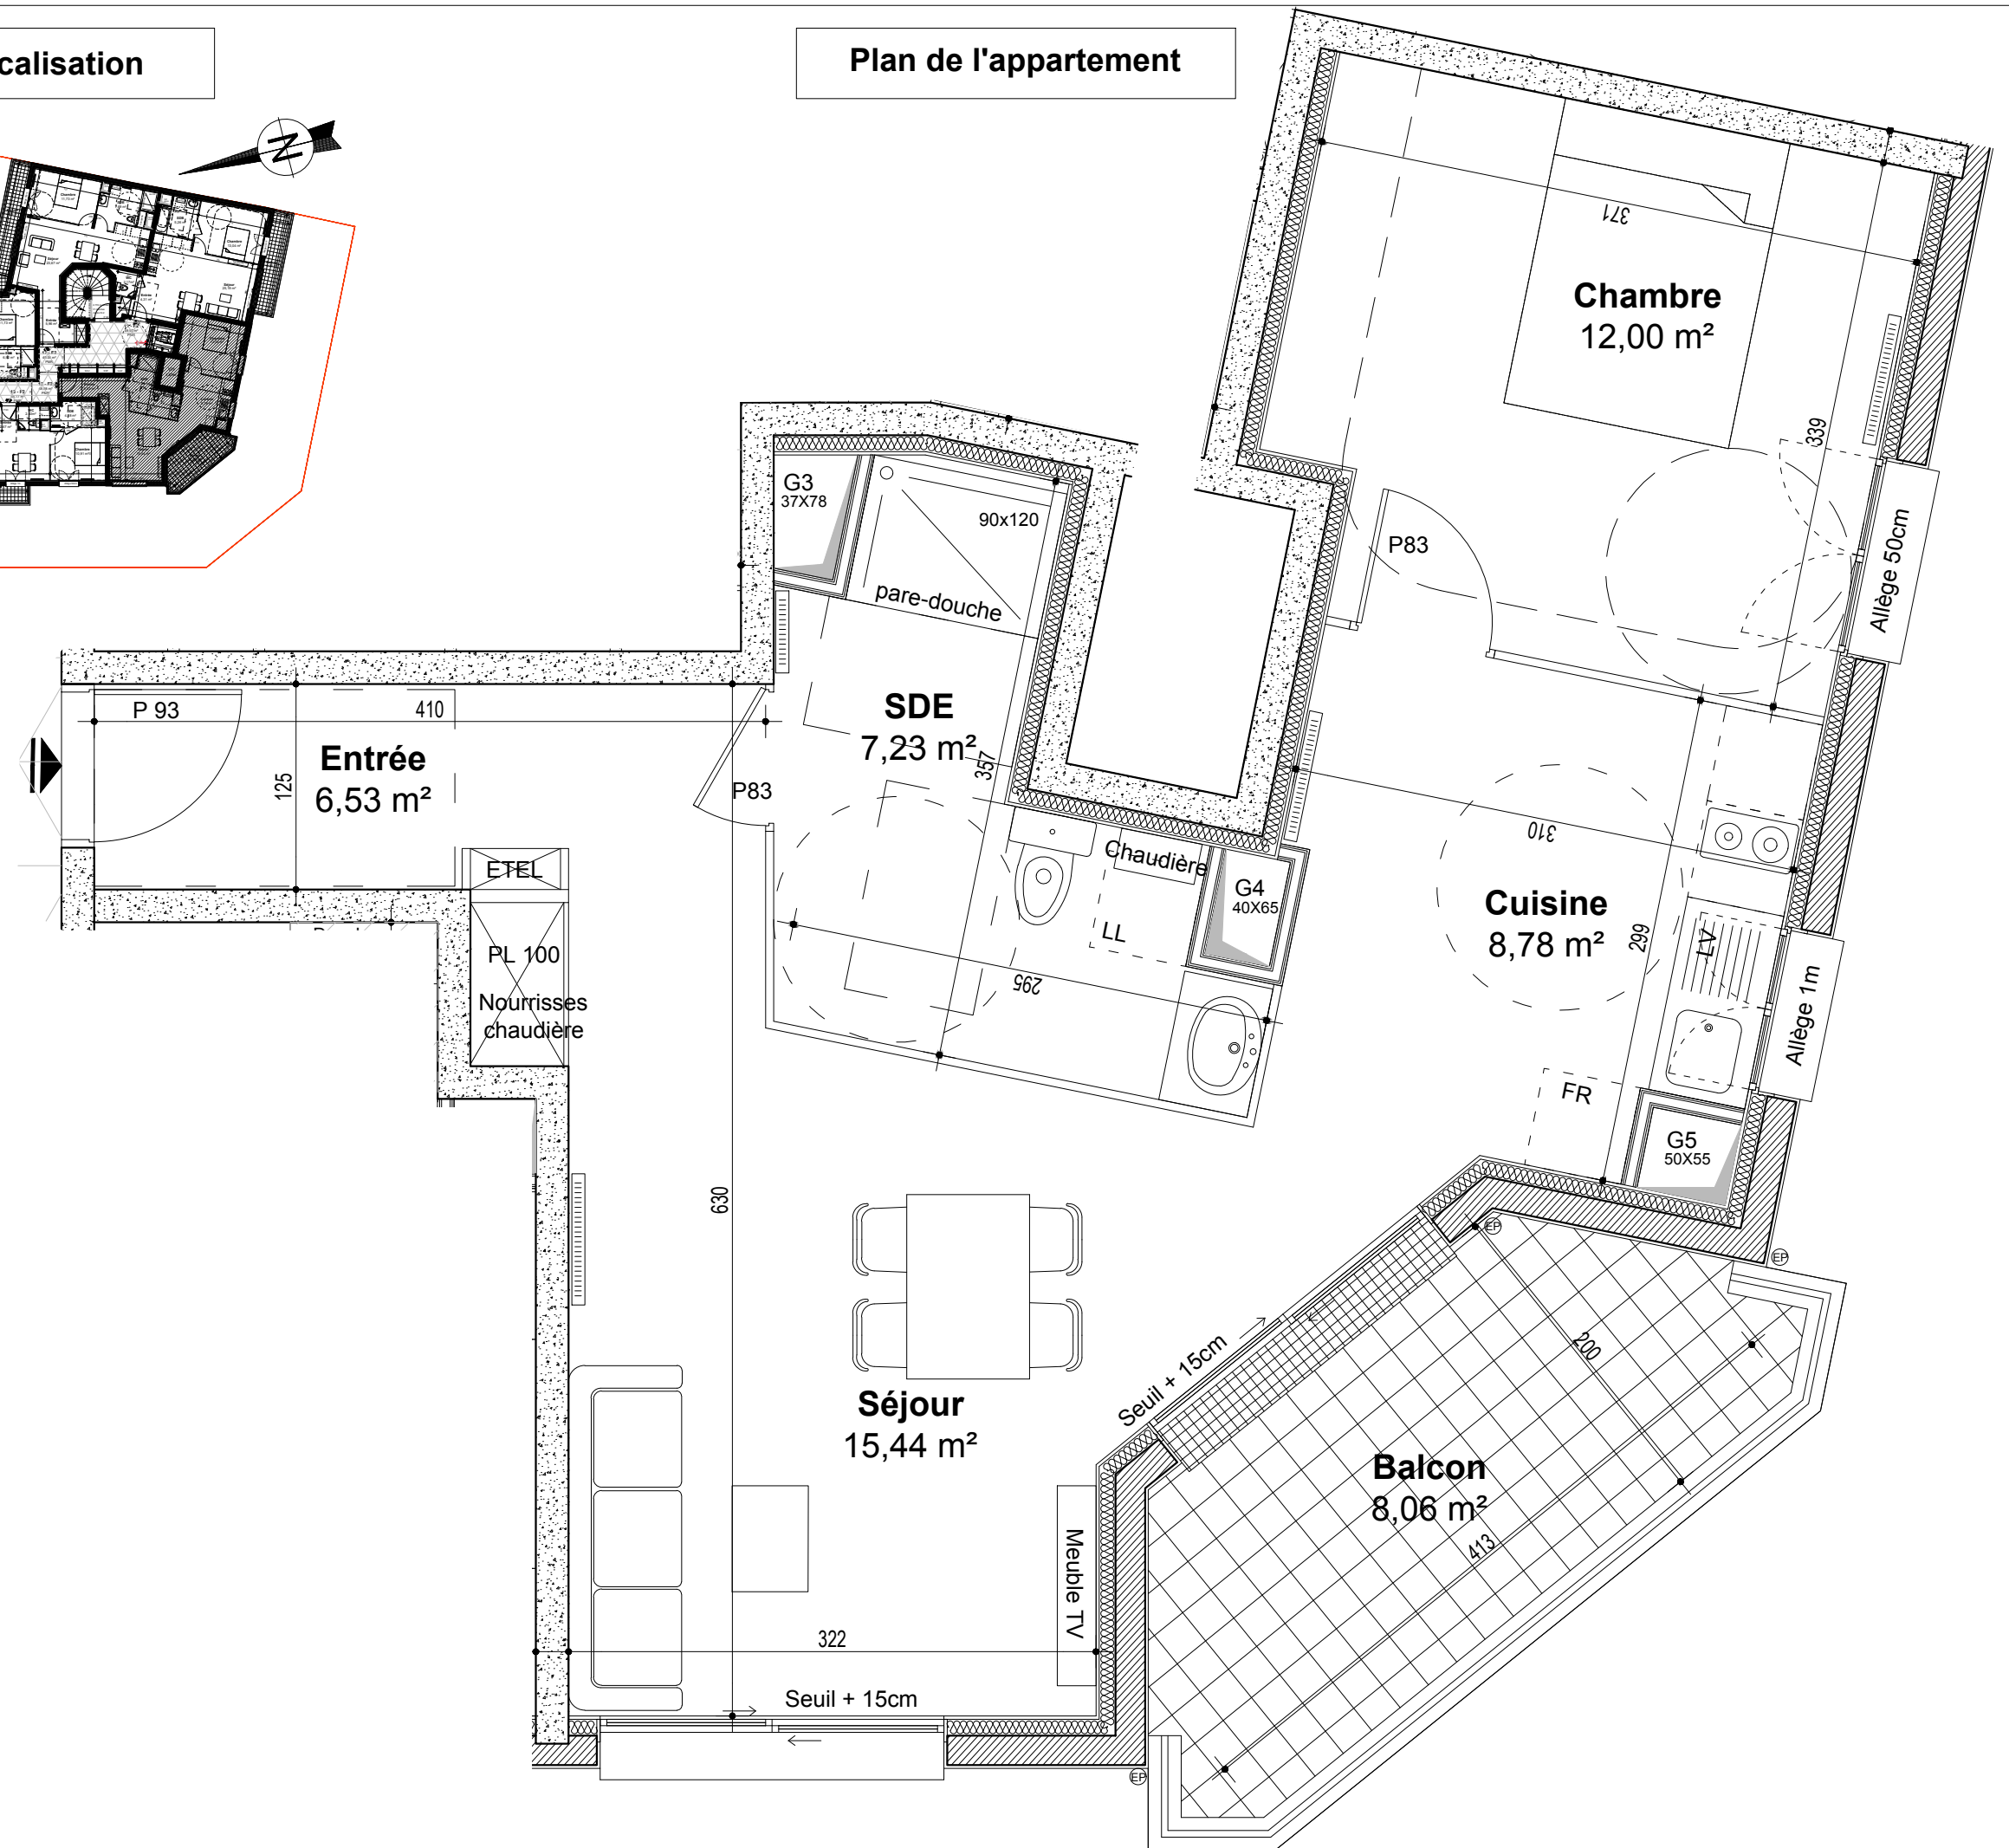 calisation
Plan de l'appartement
N
Chambre
12,00 m²
371
339
Allège 50cm
P83
G3
37X78
90x120
pare-douche
SDE
7,23 m²
357
P 93
410
Entrée
6,53 m²
125
P83
ETEL
PL 100
Nourrisses
chaudière
Chaudière
G4
40X65
LL
295
310
Cuisine
8,78 m²
299
LV
Allège 1m
FR
G5
50X55
EP
EP
630
Seuil + 15cm
200
Séjour
15,44 m²
Balcon
8,06 m²
413
Meuble TV
322
Seuil + 15cm
EP